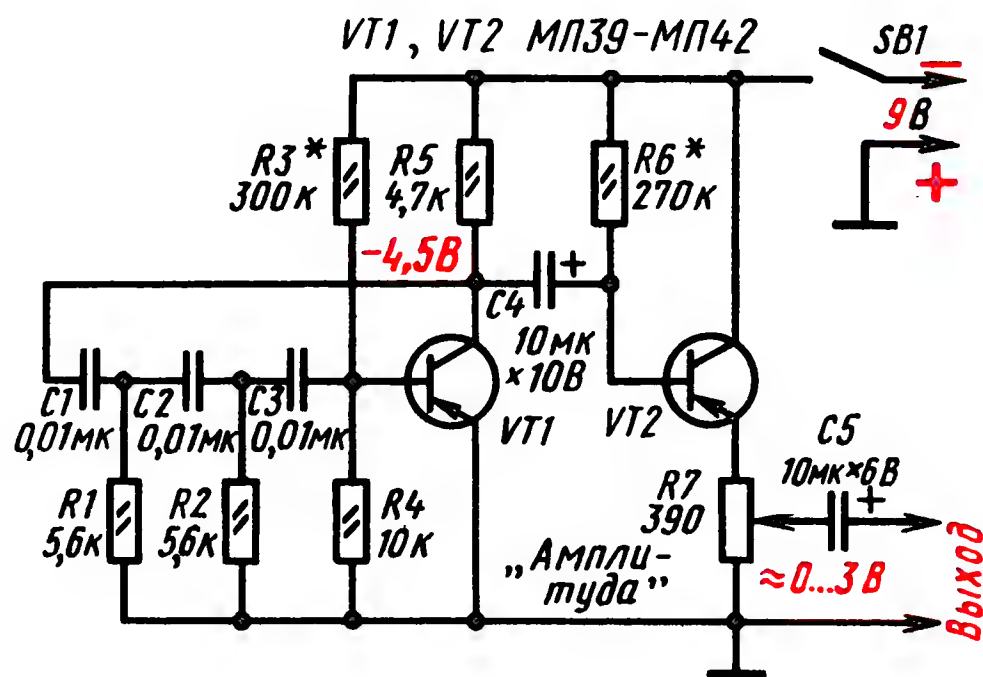 VT1, VT2 МП39-МП42
SB1
−
9В
+
R3*
300к
R5
4,7к
R6*
270к
-4,5В
C4
+
10мк
×10В
VT1
VT2
C1
0,01мк
C2
0,01мк
C3
0,01мк
R1
5,6к
R2
5,6к
R4
10к
R7
390
C5
10мк×6В
+
„Ампли-
туда”
≈0...3В
Выход